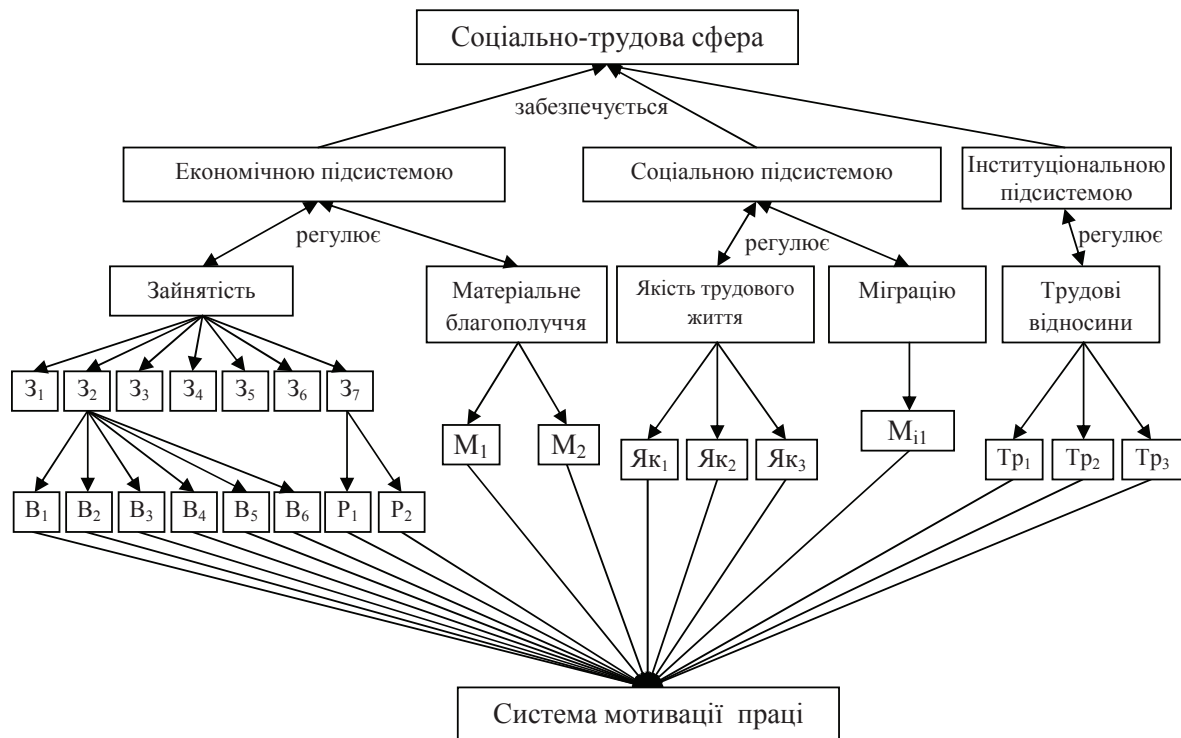 Соціально-трудова сфера
забезпечується
Економічною підсистемою
Соціальною підсистемою
Інституціональною
підсистемою
регулює
регулює
регулює
Зайнятість
Матеріальне
благополуччя
Якість трудового
життя
Міграцію
Трудові
відносини
З1 З2 З3 З4 З5 З6 З7
М1 М2 Як1 Як2 Як3 Мі1 Тр1 Тр2 Тр3
В1 В2 В3 В4 В5 В6 Р1 Р2
Система мотивації праці